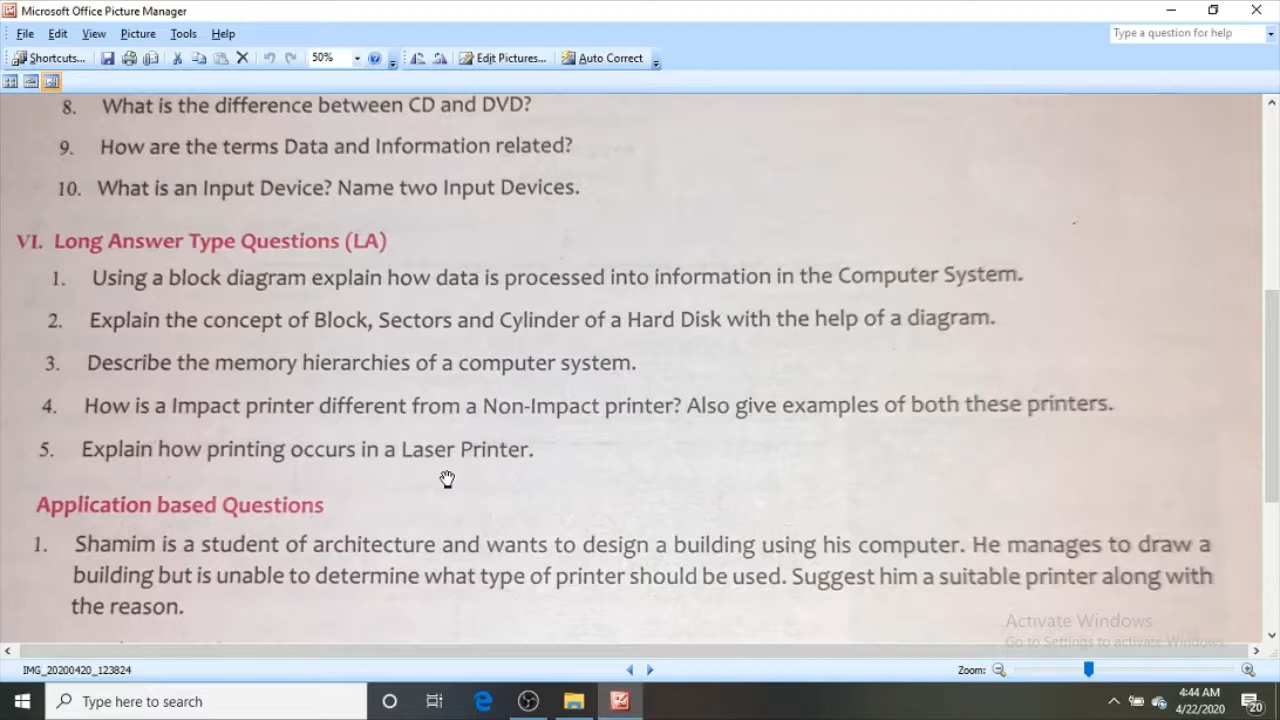 Microsoft Office Picture Manager
File Edit View Picture Tools Help
Type a question for help
Shortcuts... 50% Edit Pictures... Auto Correct
8. What is the difference between CD and DVD?
9. How are the terms Data and Information related?
10. What is an Input Device? Name two Input Devices.
VI. Long Answer Type Questions (LA)
1. Using a block diagram explain how data is processed into information in the Computer System.
2. Explain the concept of Block, Sectors and Cylinder of a Hard Disk with the help of a diagram.
3. Describe the memory hierarchies of a computer system.
4. How is a Impact printer different from a Non-Impact printer? Also give examples of both these printers.
5. Explain how printing occurs in a Laser Printer.
Application based Questions
1. Shamim is a student of architecture and wants to design a building using his computer. He manages to draw a
building but is unable to determine what type of printer should be used. Suggest him a suitable printer along with
the reason.
Activate Windows
Go to Settings to activate Windows.
IMG_20200420_123824
Zoom:
Type here to search
4:44 AM
4/22/2020
20